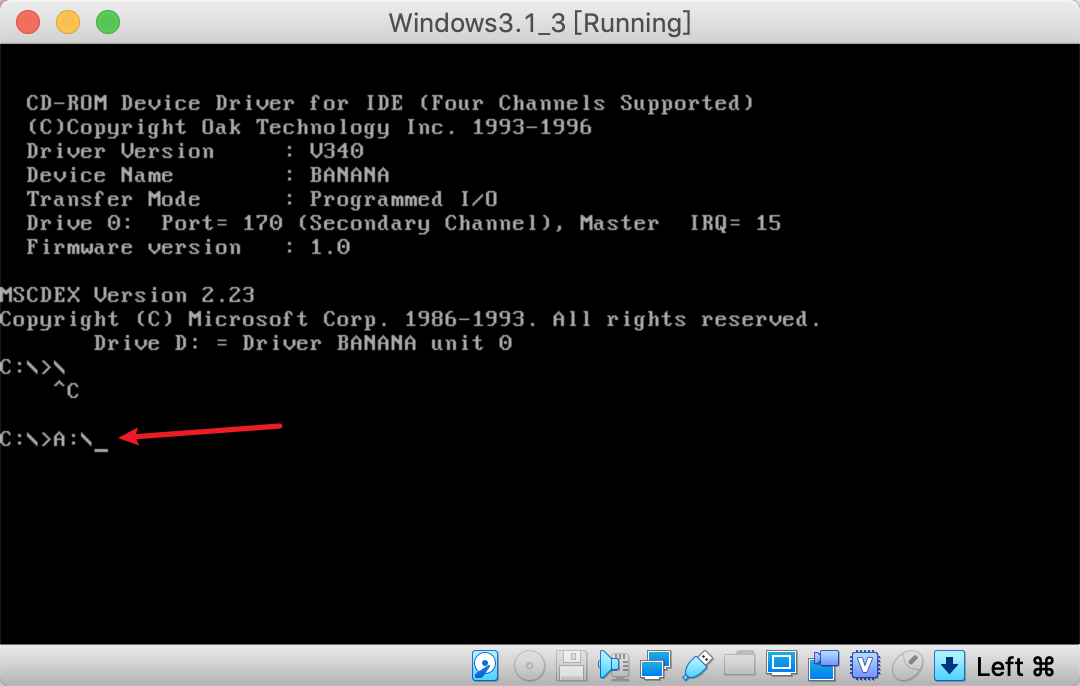 Windows3.1_3 [Running]
CD-ROM Device Driver for IDE (Four Channels Supported)
(C)Copyright Oak Technology Inc. 1993-1996
Driver Version : V340
Device Name : BANANA
Transfer Mode : Programmed I/O
Drive 0: Port= 170 (Secondary Channel), Master IRQ= 15
Firmware version : 1.0
MSCDEX Version 2.23
Copyright (C) Microsoft Corp. 1986-1993. All rights reserved.
Drive D: = Driver BANANA unit 0
C:\>\
^C
C:\>A:\_
V
Left ⌘